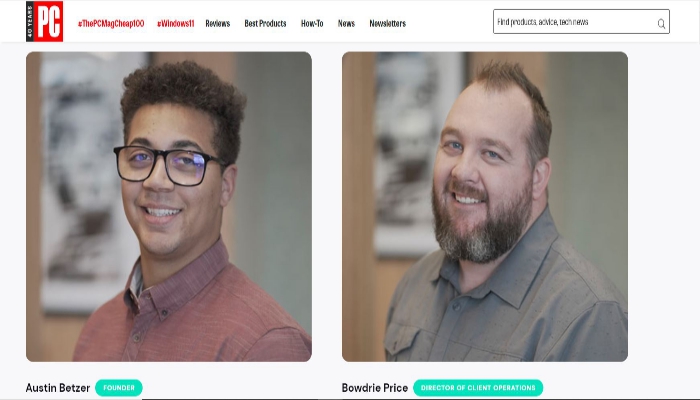 40 YEARS PC #ThePCMagCheap100 #Windows11 Reviews Best Products How-To News Newsletters Find products, advice, tech news
Austin Betzer FOUNDER Bowdrie Price DIRECTOR OF CLIENT OPERATIONS